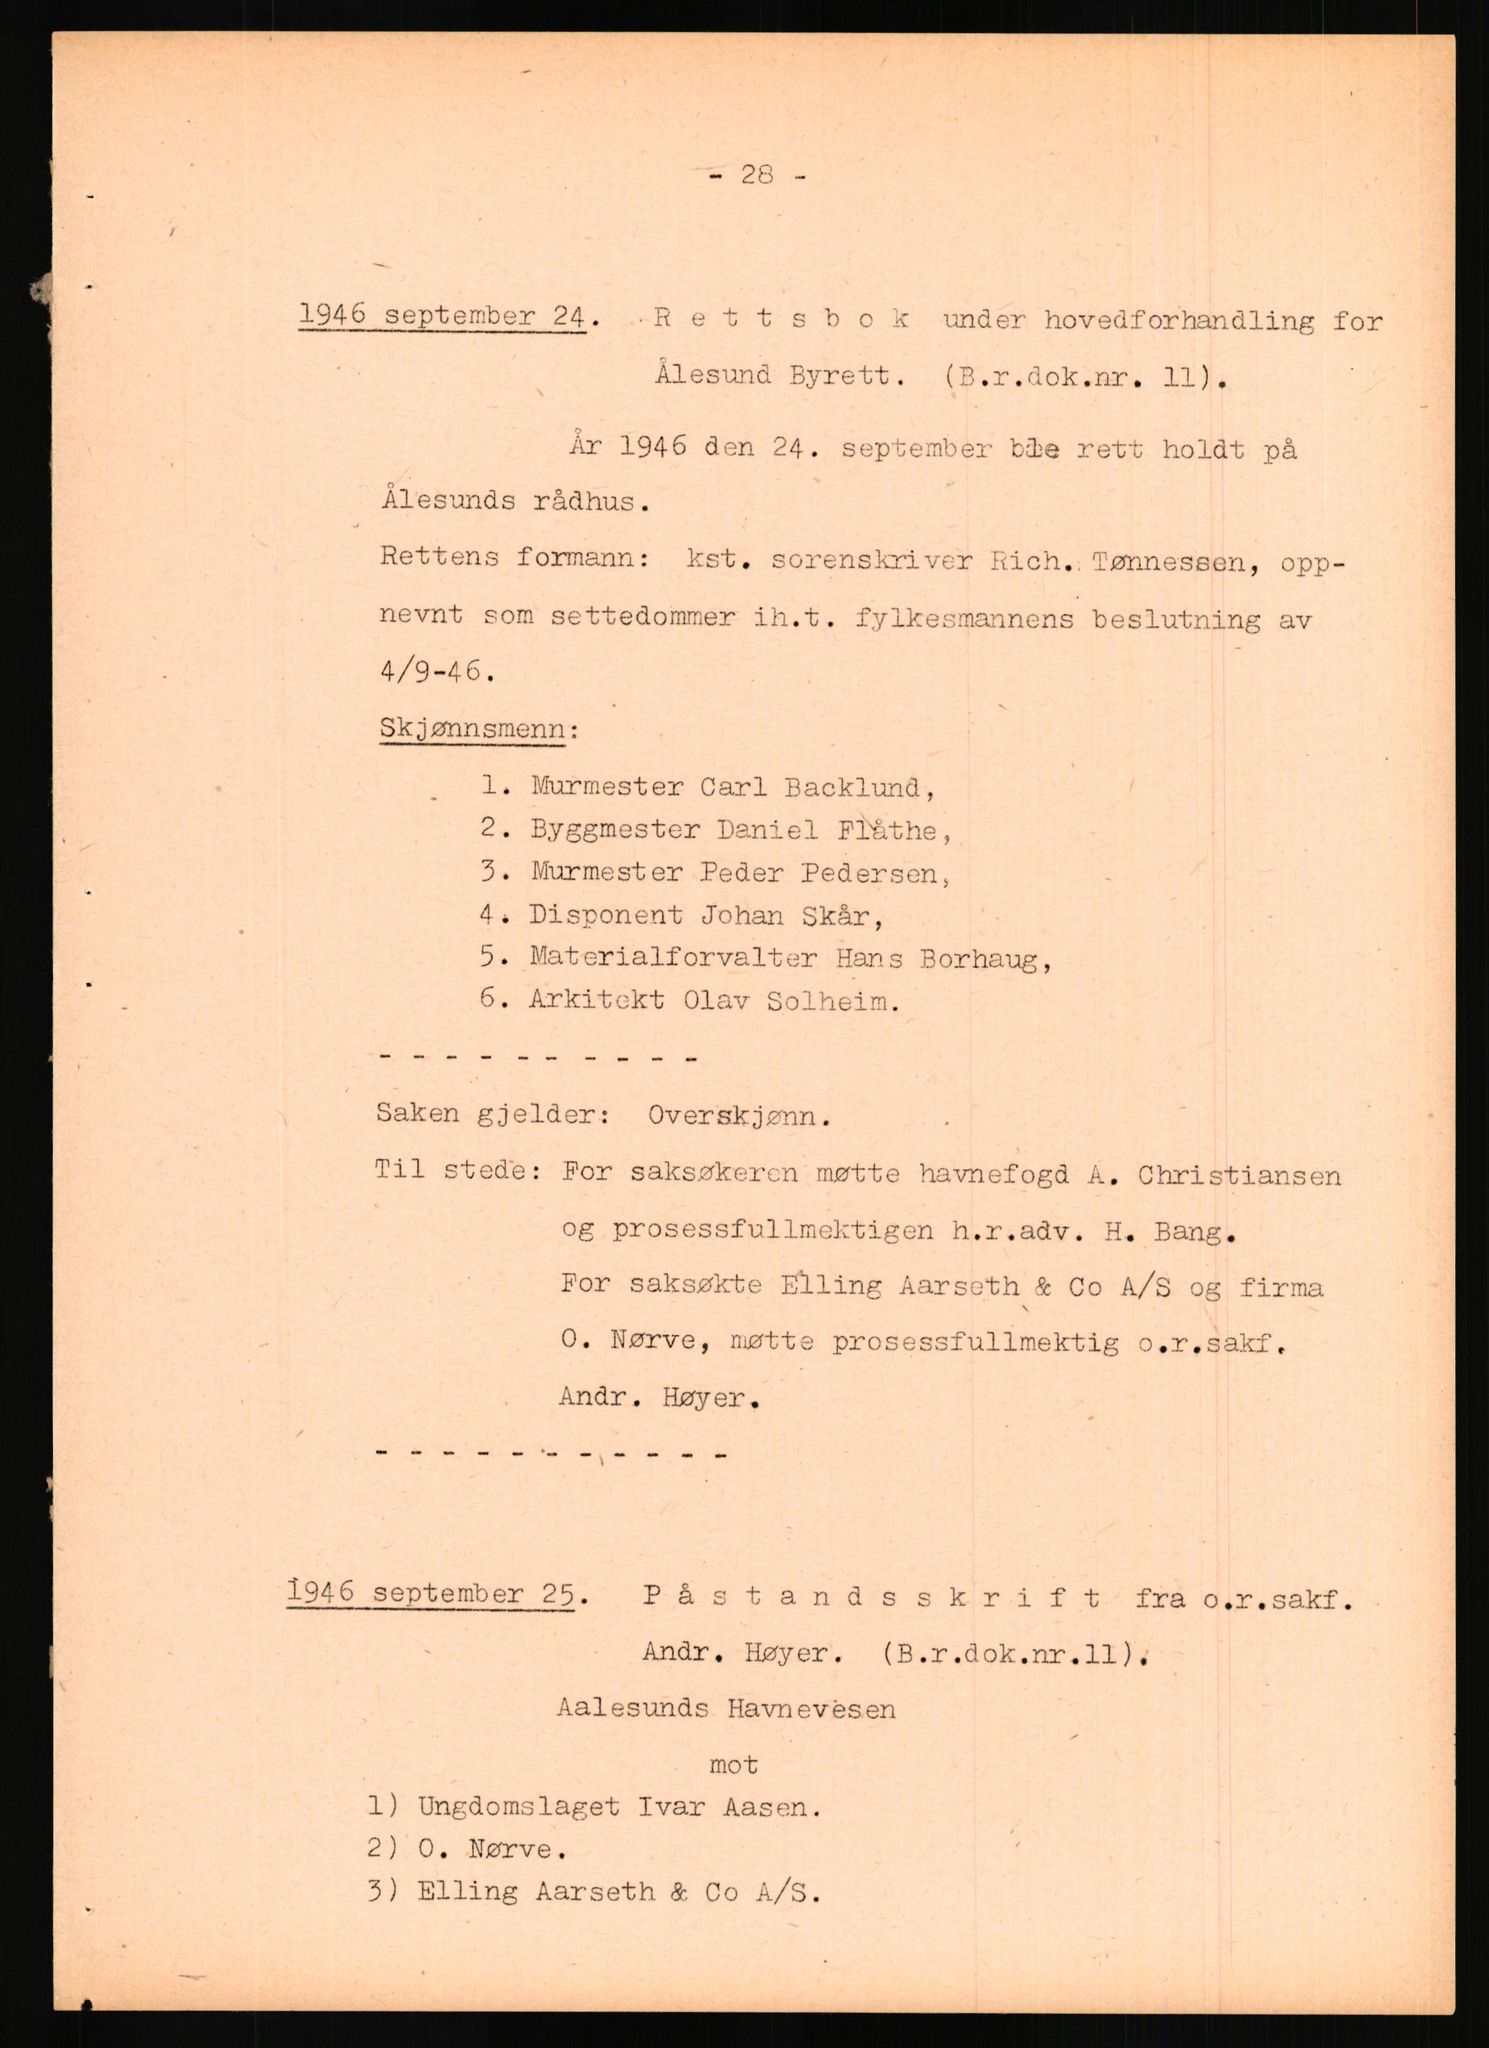 - 28 -
1946 september 24. R e t t s b o k under hovedforhandling for
Ålesund Byrett. (B.r.dok.nr. 11).
År 1946 den 24. september ble rett holdt på
Ålesunds rådhus.
Rettens formann: kst. sorenskriver Rich. Tønnessen, opp-
nevnt som settedommer ih.t. fylkesmannens beslutning av
4/9-46.
Skjønnsmenn:
1. Murmester Carl Backlund,
2. Byggmester Daniel Flåthe,
3. Murmester Peder Pedersen,
4. Disponent Johan Skår,
5. Materialforvalter Hans Borhaug,
6. Arkitekt Olav Solheim.
- - - - - - - - - -
Saken gjelder: Overskjønn.
Til stede: For saksøkeren møtte havnefogd A. Christiansen
og prosessfullmektigen h.r.adv. H. Bang.
For saksøkte Elling Aarseth & Co A/S og firma
O. Nørve, møtte prosessfullmektig o.r.sakf.
Andr. Høyer.
- - - - - - - - - - -
1946 september 25. P å s t a n d s s k r i f t fra o.r.sakf.
Andr. Høyer. (B.r.dok.nr.11).
Aalesunds Havnevesen
mot
1) Ungdomslaget Ivar Aasen.
2) O. Nørve.
3) Elling Aarseth & Co A/S.